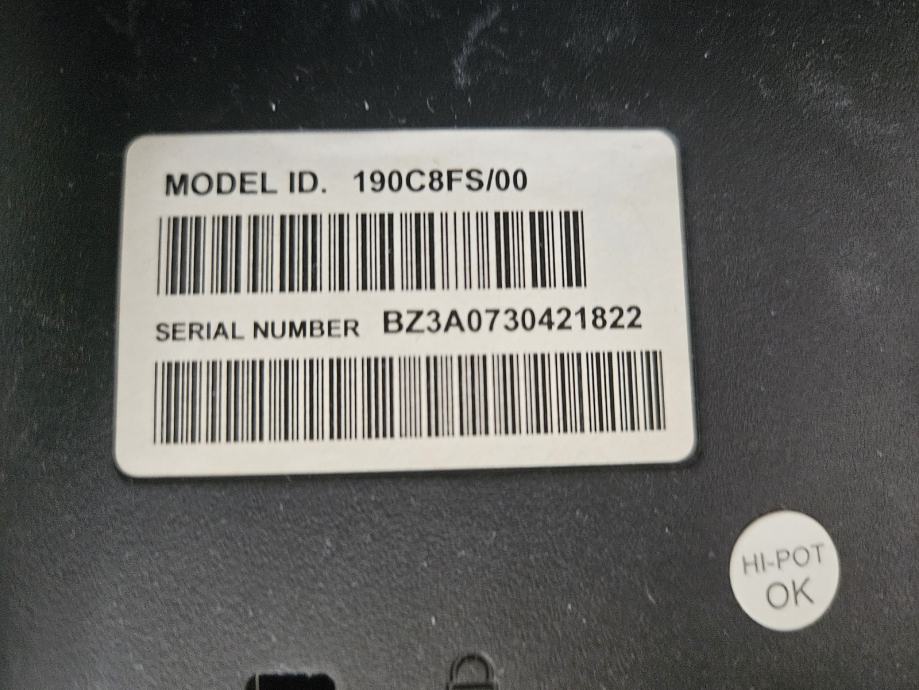 MODEL ID. 190C8FS/00
SERIAL NUMBER BZ3A0730421822
HI-POT
OK